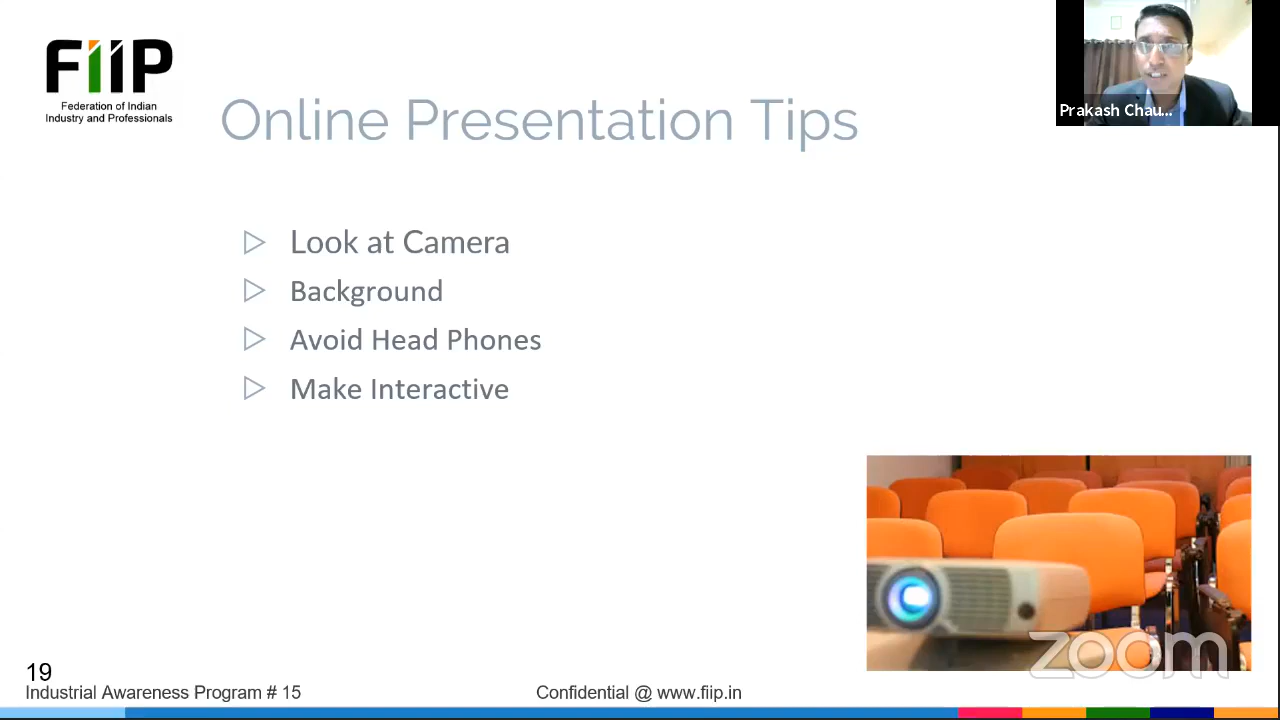 FiiP
Federation of Indian
Industry and Professionals
Prakash Chau...
Online Presentation Tips
Look at Camera
Background
Avoid Head Phones
Make Interactive
zoom
19
Industrial Awareness Program # 15
Confidential @ www.fiip.in